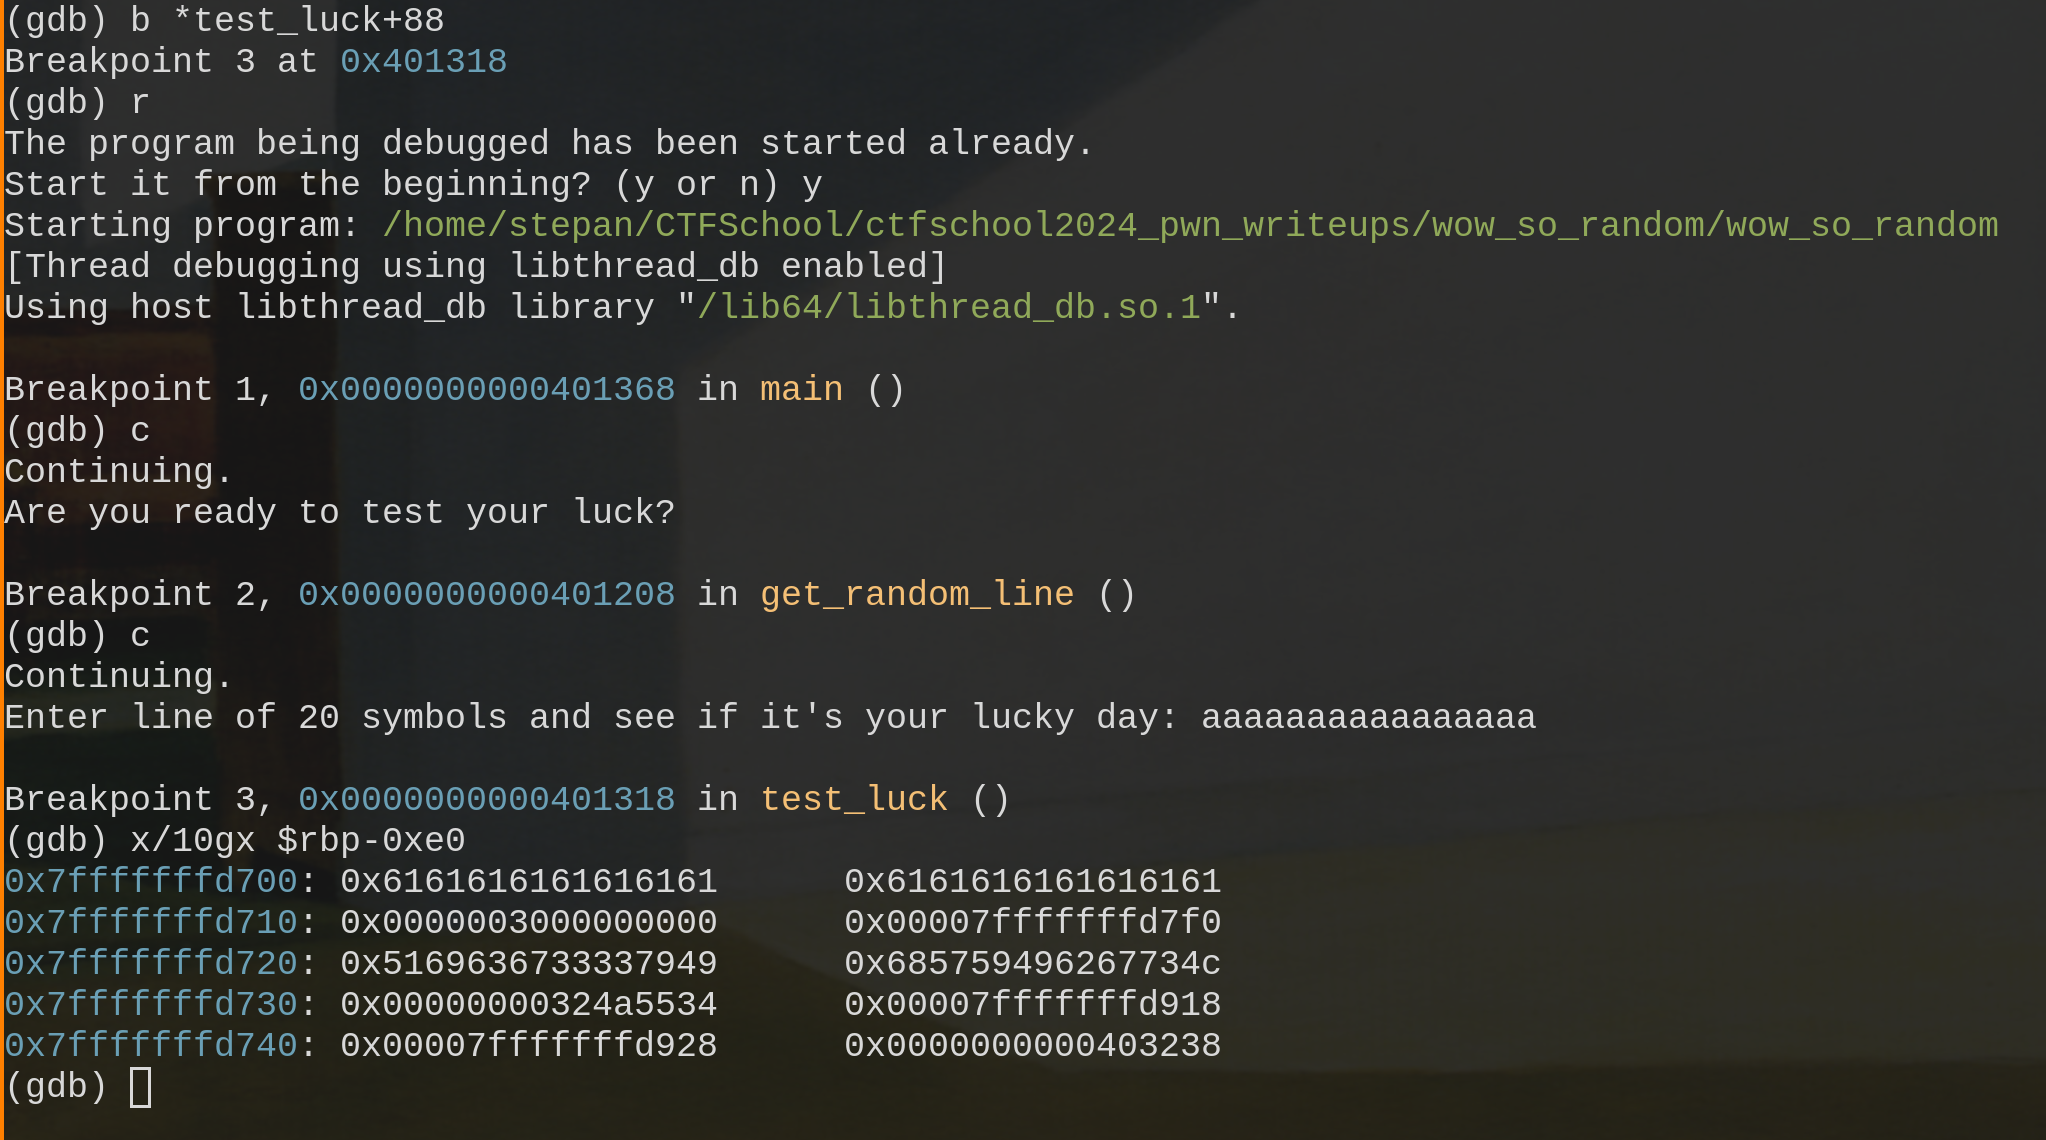 (gdb) b *test_luck+88
Breakpoint 3 at 0x401318
(gdb) r
The program being debugged has been started already.
Start it from the beginning? (y or n) y
Starting program: /home/stepan/CTFSchool/ctfschool2024_pwn_writeups/wow_so_random/wow_so_random
[Thread debugging using libthread_db enabled]
Using host libthread_db library "/lib64/libthread_db.so.1".
Breakpoint 1, 0x0000000000401368 in main ()
(gdb) c
Continuing.
Are you ready to test your luck?
Breakpoint 2, 0x0000000000401208 in get_random_line ()
(gdb) c
Continuing.
Enter line of 20 symbols and see if it's your lucky day: aaaaaaaaaaaaaaaa
Breakpoint 3, 0x0000000000401318 in test_luck ()
(gdb) x/10gx $rbp-0xe0
0x7fffffffd700: 0x6161616161616161 0x6161616161616161
0x7fffffffd710: 0x0000003000000000 0x00007fffffffd7f0
0x7fffffffd720: 0x5169636733337949 0x685759496267734c
0x7fffffffd730: 0x00000000324a5534 0x00007fffffffd918
0x7fffffffd740: 0x00007fffffffd928 0x0000000000403238
(gdb)